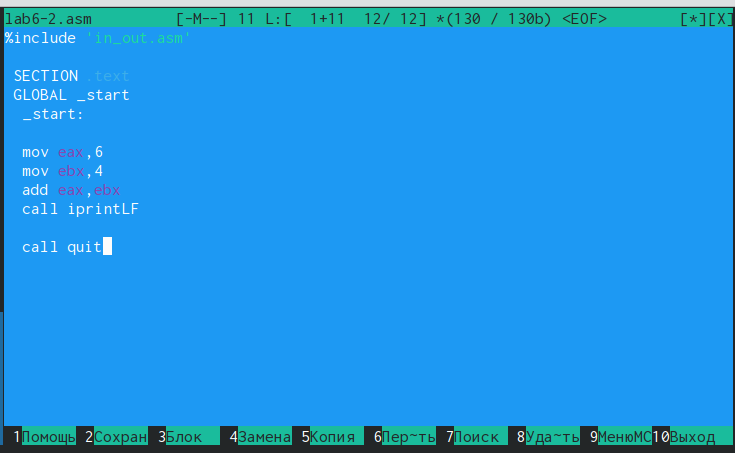 lab6-2.asm [-M--] 11 L:[ 1+11 12/ 12] *(130 / 130b) <EOF> [*][X]
%include 'in_out.asm'
SECTION .text
GLOBAL _start
_start:
mov eax,6
mov ebx,4
add eax,ebx
call iprintLF
call quit
1Помощь 2Сохран 3Блок 4Замена 5Копия 6Пер~ть 7Поиск 8Уда~ть 9МенюMC 10Выход